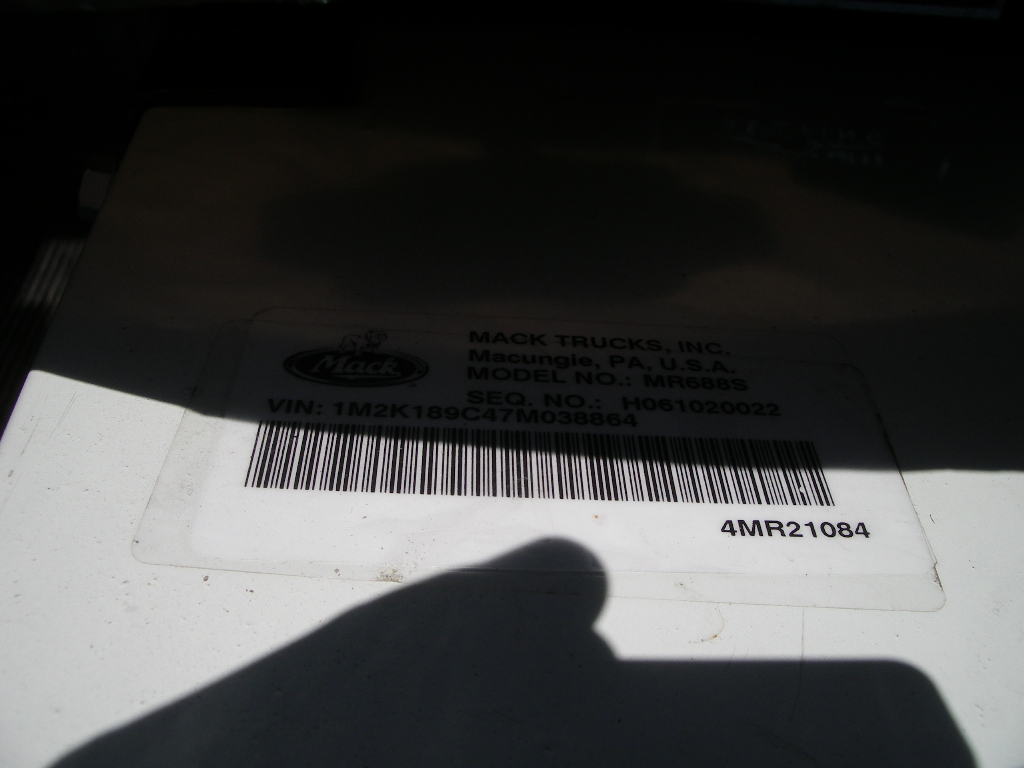 Mack
MACK TRUCKS, INC.
Macungie, PA, U.S.A.
MODEL NO.: MR688S
SEQ. NO.: H061020022
VIN: 1M2K189C47M038864
4MR21084